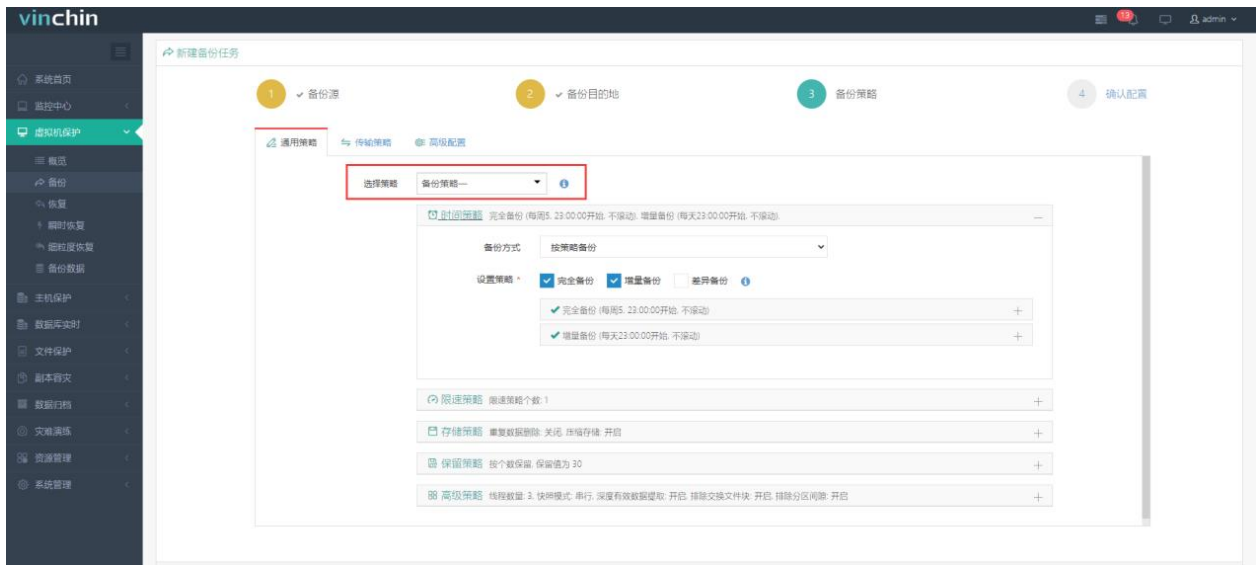 vinchin
13
admin
系统首页
监控中心
虚拟机保护
概览
备份
恢复
瞬时恢复
细粒度恢复
备份数据
主机保护
数据库实时
文件保护
副本容灾
数据归档
灾难演练
资源管理
系统管理
新建备份任务
1 备份源
2 备份目的地
3 备份策略
4 确认配置
通用策略 传输策略 高级配置
选择策略 备份策略一
时间策略 完全备份 (每周5, 23:00:00开始, 不滚动), 增量备份 (每天23:00:00开始, 不滚动),
备份方式 按策略备份
设置策略 * 完全备份 增量备份 差异备份
完全备份 (每周5, 23:00:00开始, 不滚动)
增量备份 (每天23:00:00开始, 不滚动)
限速策略 限速策略个数: 1
存储策略 重复数据删除: 关闭, 压缩存储: 开启
保留策略 按个数保留, 保留值为 30
高级策略 线程数量: 3, 快照模式: 串行, 深度有效数据提取: 开启, 排除交换文件块: 开启, 排除分区间隙: 开启